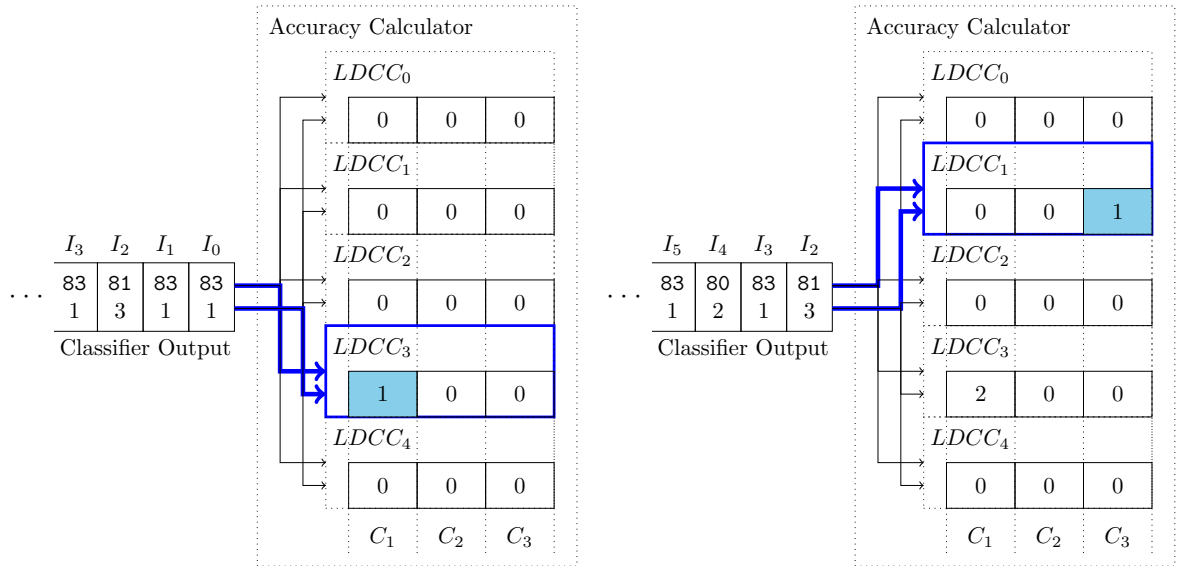 Accuracy Calculator
LDCC₀
0 0 0
LDCC₁
0 0 0
LDCC₂
0 0 0
LDCC₃
1 0 0
LDCC₄
0 0 0
C₁ C₂ C₃
I₃ I₂ I₁ I₀
... 83 81 83 83
1 3 1 1
Classifier Output
Accuracy Calculator
LDCC₀
0 0 0
LDCC₁
0 0 1
LDCC₂
0 0 0
LDCC₃
2 0 0
LDCC₄
0 0 0
C₁ C₂ C₃
I₅ I₄ I₃ I₂
... 83 80 83 81
1 2 1 3
Classifier Output